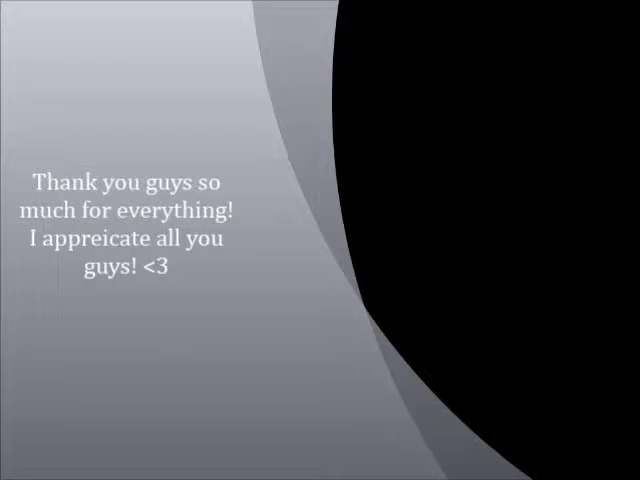 Thank you guys so
much for everything!
I appreicate all you
guys! <3